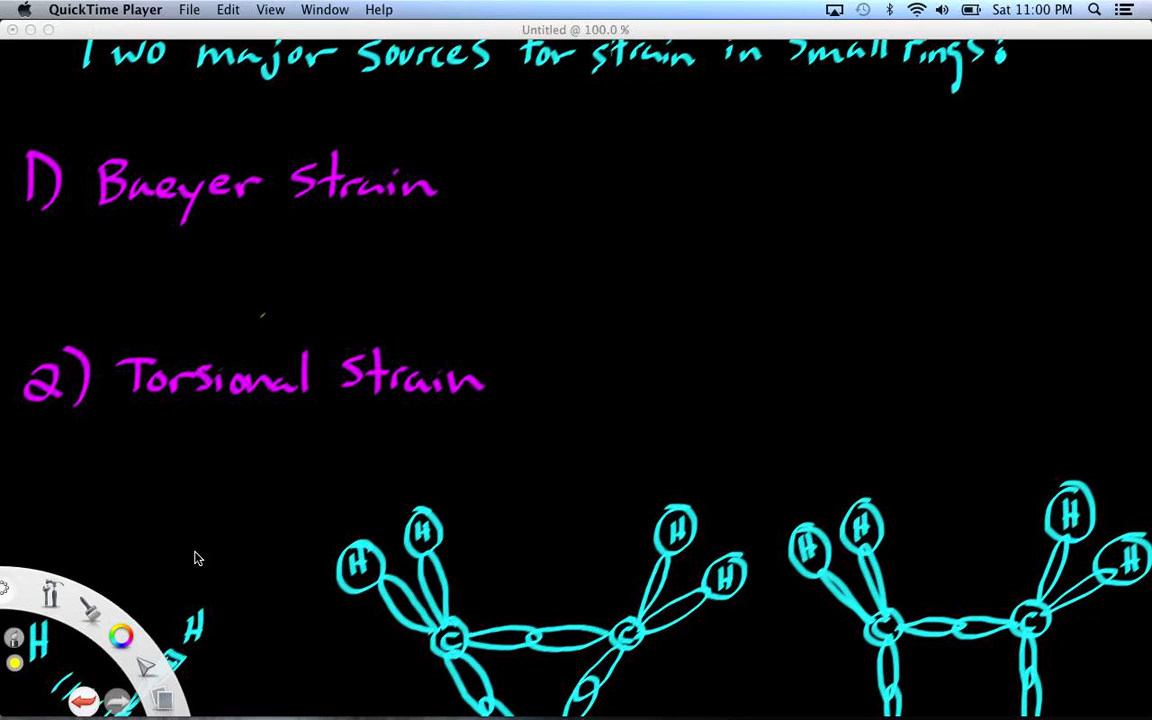 QuickTime Player File Edit View Window Help Sat 11:00 PM
Untitled @ 100.0 %
Two major sources for strain in small rings:
1) Baeyer Strain
2) Torsional Strain
H H H H H H H H
H H
C C C C